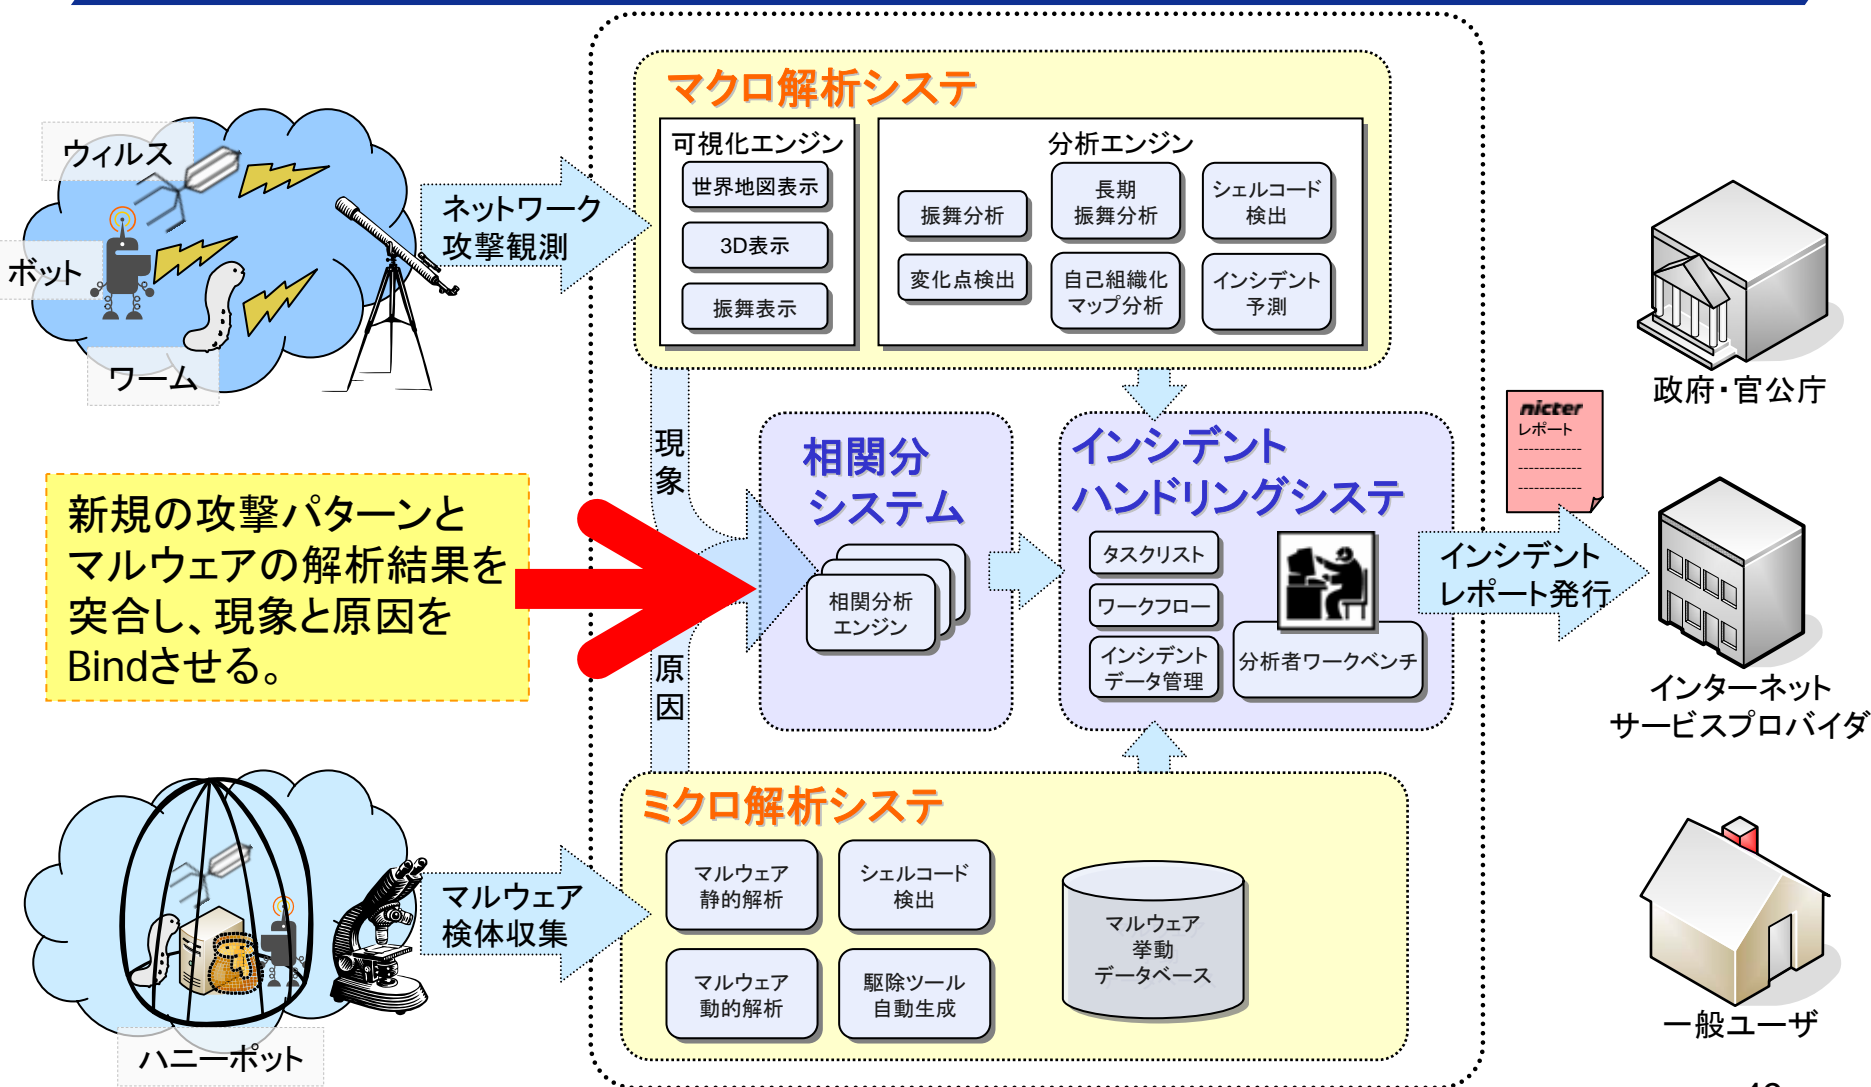 マクロ解析システ
可視化エンジン
世界地図表示
3D表示
振舞表示
分析エンジン
振舞分析
長期
振舞分析
シェルコード
検出
変化点検出
自己組織化
マップ分析
インシデント
予測
ウィルス
ボット
ワーム
ネットワーク
攻撃観測
現
象
原
因
新規の攻撃パターンと
マルウェアの解析結果を
突合し、現象と原因を
Bindさせる。
相関分
システム
相関分析
エンジン
インシデント
ハンドリングシステ
タスクリスト
ワークフロー
インシデント
データ管理
分析者ワークベンチ
nicter
レポート
インシデント
レポート発行
政府・官公庁
インターネット
サービスプロバイダ
一般ユーザ
ハニーポット
マルウェア
検体収集
ミクロ解析システ
マルウェア
静的解析
シェルコード
検出
マルウェア
動的解析
駆除ツール
自動生成
マルウェア
挙動
データベース